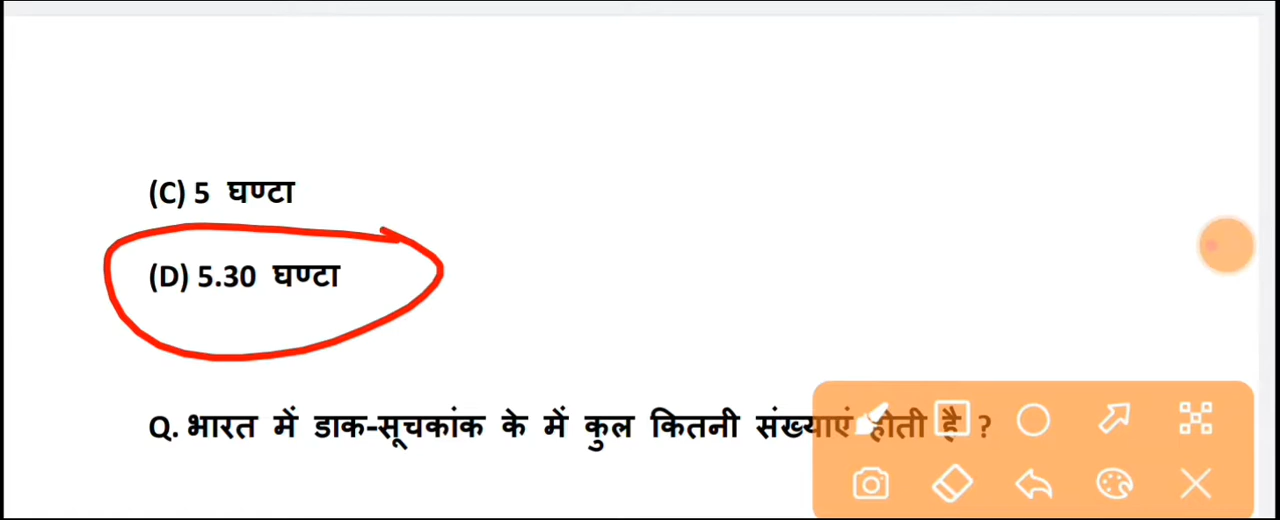 (C) 5 घण्टा
(D) 5.30 घण्टा
Q. भारत में डाक-सूचकांक के में कुल कितनी संख्याएं होती है ?